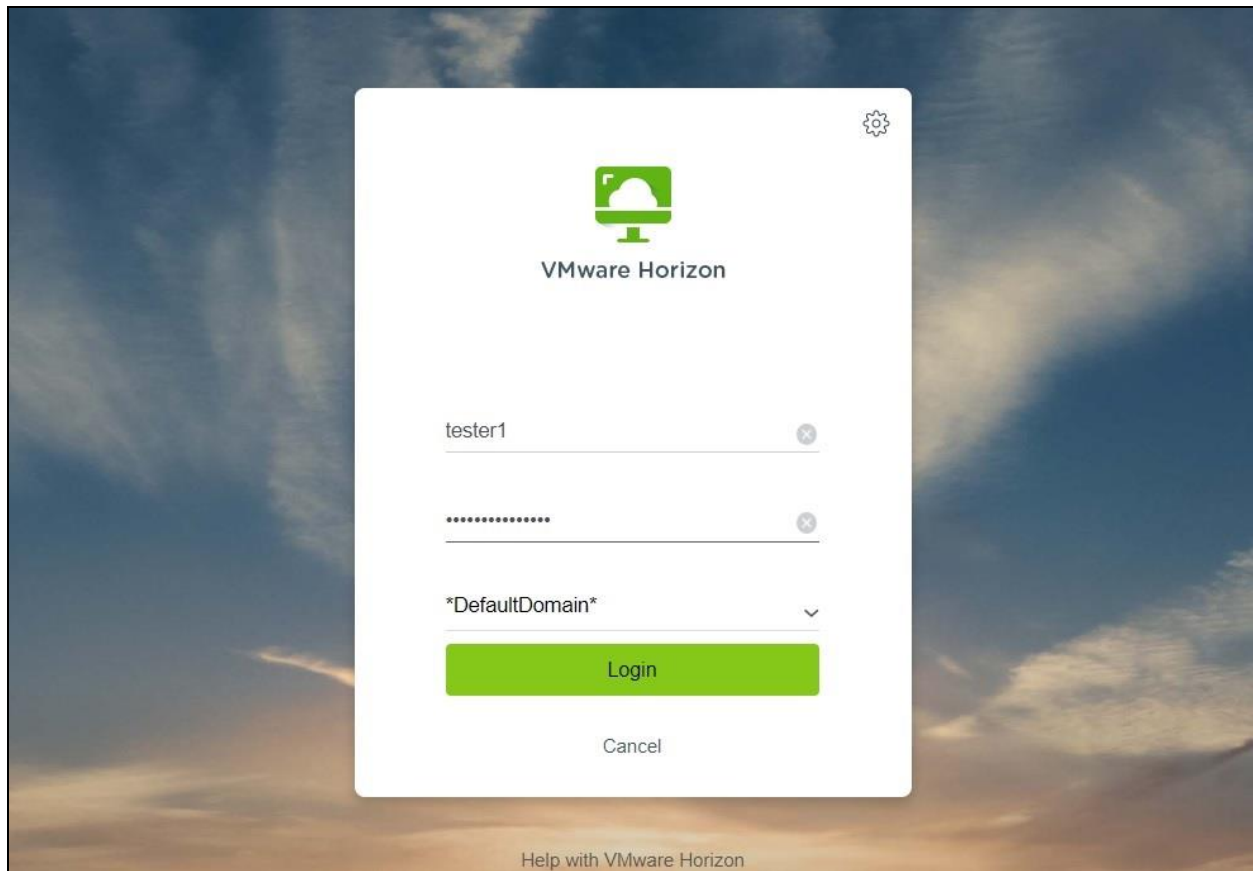 VMware Horizon
tester1
•••••••••••••••
*DefaultDomain*
Login
Cancel
Help with VMware Horizon